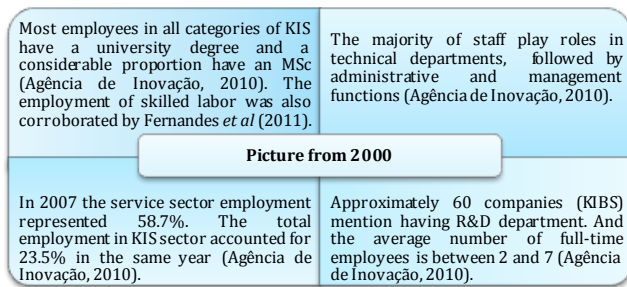 Most employees in all categories of KIS
have a university degree and a
considerable proportion have an MSc
(Agência de Inovação, 2010). The
employment of skilled labor was also
corroborated by Fernandes et al (2011).
The majority of staff play roles in
technical departments, followed by
administrative and management
functions (Agência de Inovação, 2010).
Picture from 2000
In 2007 the service sector employment
represented 58.7%. The total
employment in KIS sector accounted for
23.5% in the same year (Agência de
Inovação, 2010).
Approximately 60 companies (KIBS)
mention having R&D department. And
the average number of full-time
employees is between 2 and 7 (Agência
de Inovação, 2010).